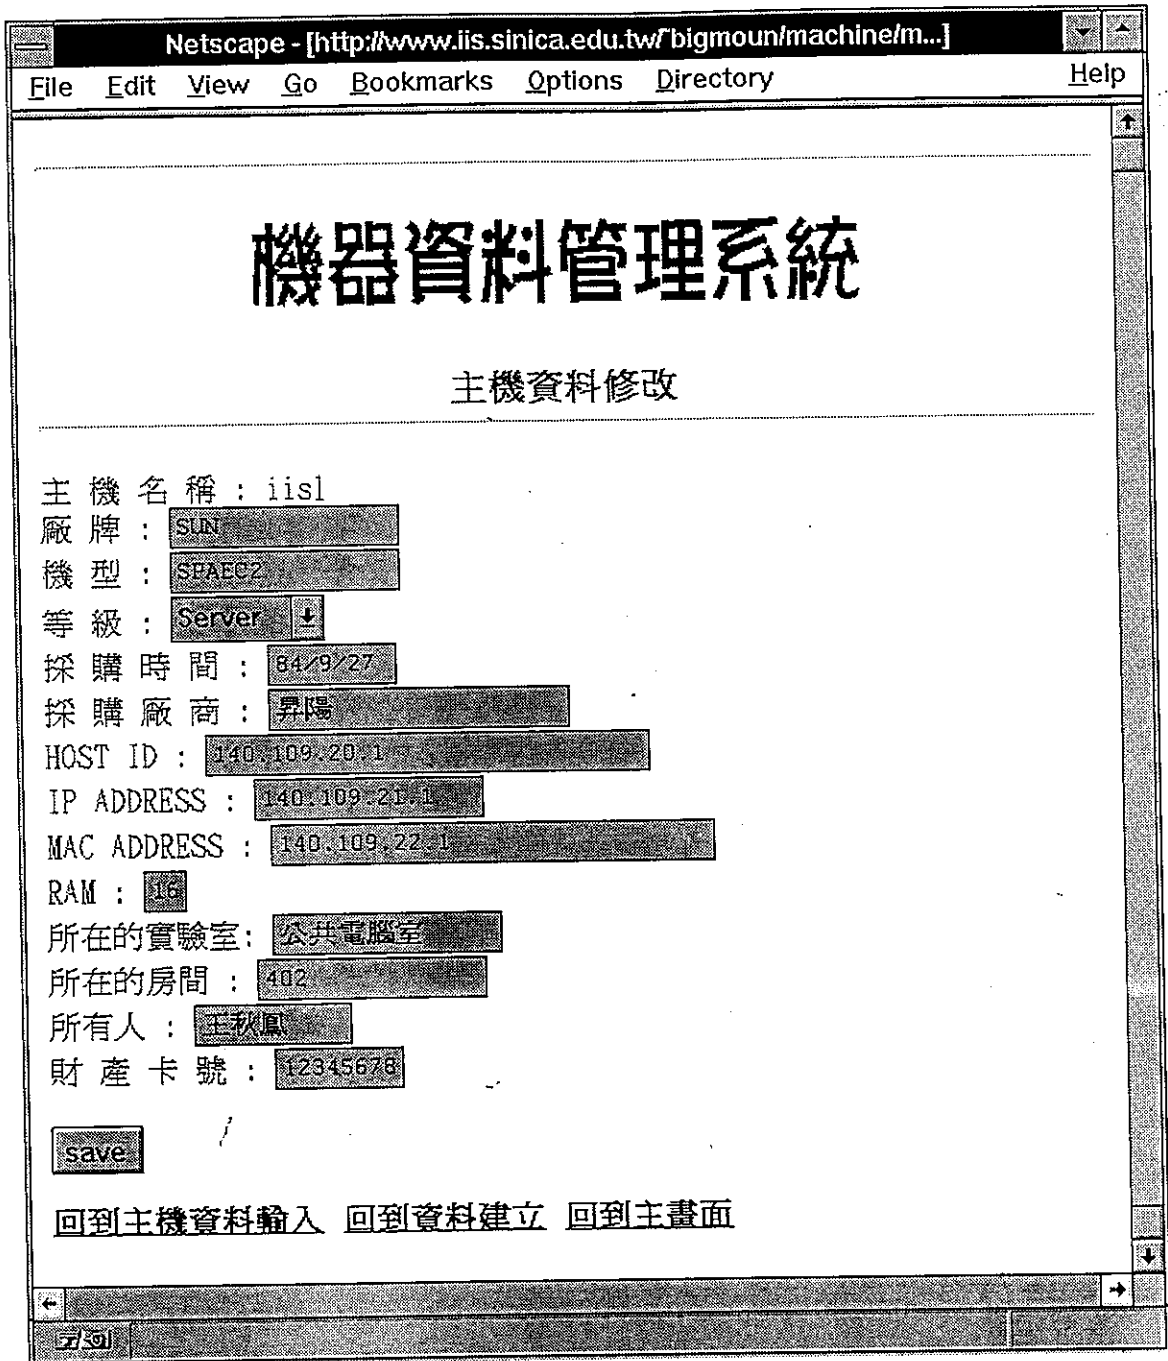 Netscape - [http://www.iis.sinica.edu.tw/~bigmoun/machine/m...]
File Edit View Go Bookmarks Options Directory Help
機器資料管理系統
主機資料修改
主 機 名 稱 : iis1
廠 牌 : SUN
機 型 : SPAEC2
等 級 : Server
採 購 時 間 : 84/9/27
採 購 廠 商 : 昇陽
HOST ID : 140.109.20.1
IP ADDRESS : 140.109.21.1
MAC ADDRESS : 140.109.22.1
RAM : 16
所在的實驗室: 公共電腦室
所在的房間 : 402
所有人 : 王秋鳳
財 產 卡 號 : 12345678
save
回到主機資料輸入 回到資料建立 回到主畫面